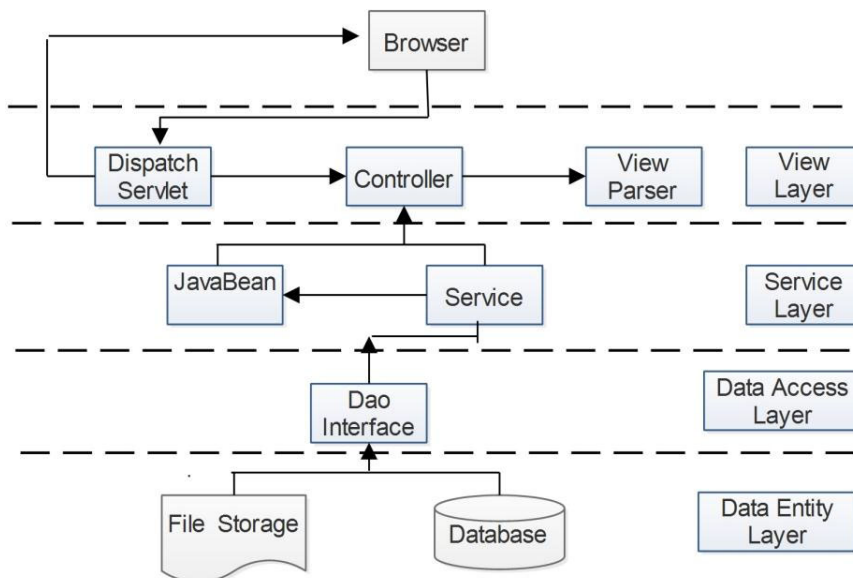 Browser
Dispatch
Servlet
Controller
View
Parser
View
Layer
JavaBean
Service
Service
Layer
Dao
Interface
Data Access
Layer
File Storage
Database
Data Entity
Layer